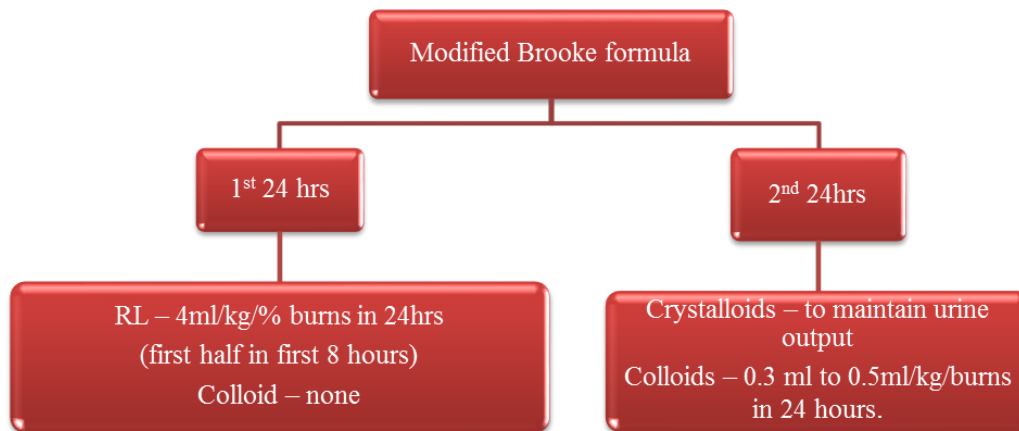 Modified Brooke formula
1st 24 hrs
2nd 24hrs
RL – 4ml/kg/% burns in 24hrs
(first half in first 8 hours)
Colloid – none
Crystalloids – to maintain urine
output
Colloids – 0.3 ml to 0.5ml/kg/burns
in 24 hours.